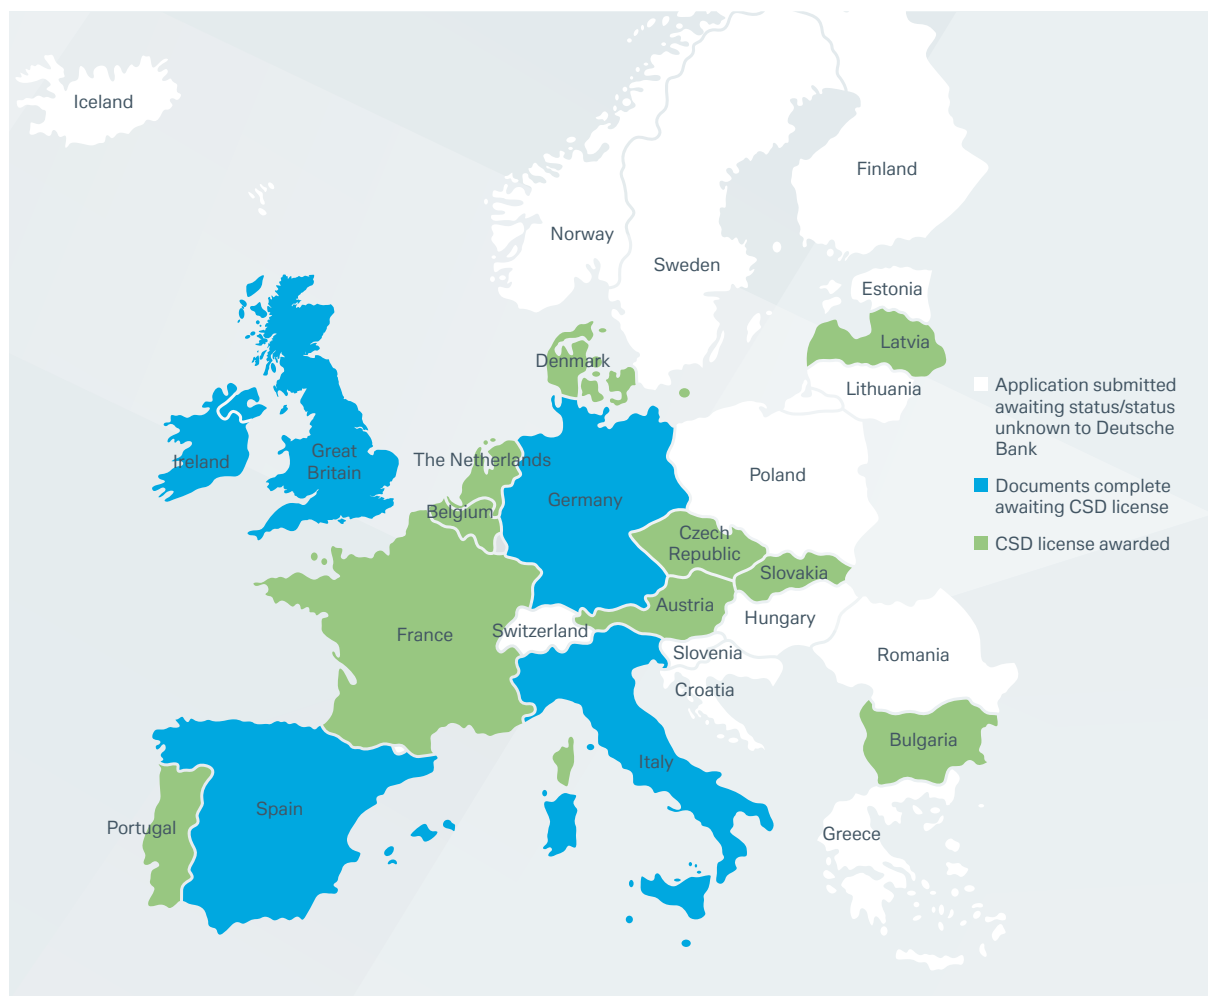 Iceland
Finland
Norway
Sweden
Estonia
Latvia
Denmark
Lithuania
Application submitted
awaiting status/status
unknown to Deutsche
Bank
Great
Britain
Ireland
The Netherlands
Poland
Germany
Documents complete
awaiting CSD license
Belgium
Czech
Republic
CSD license awarded
Slovakia
Austria
Hungary
France
Switzerland
Slovenia
Romania
Croatia
Bulgaria
Italy
Spain
Portugal
Greece